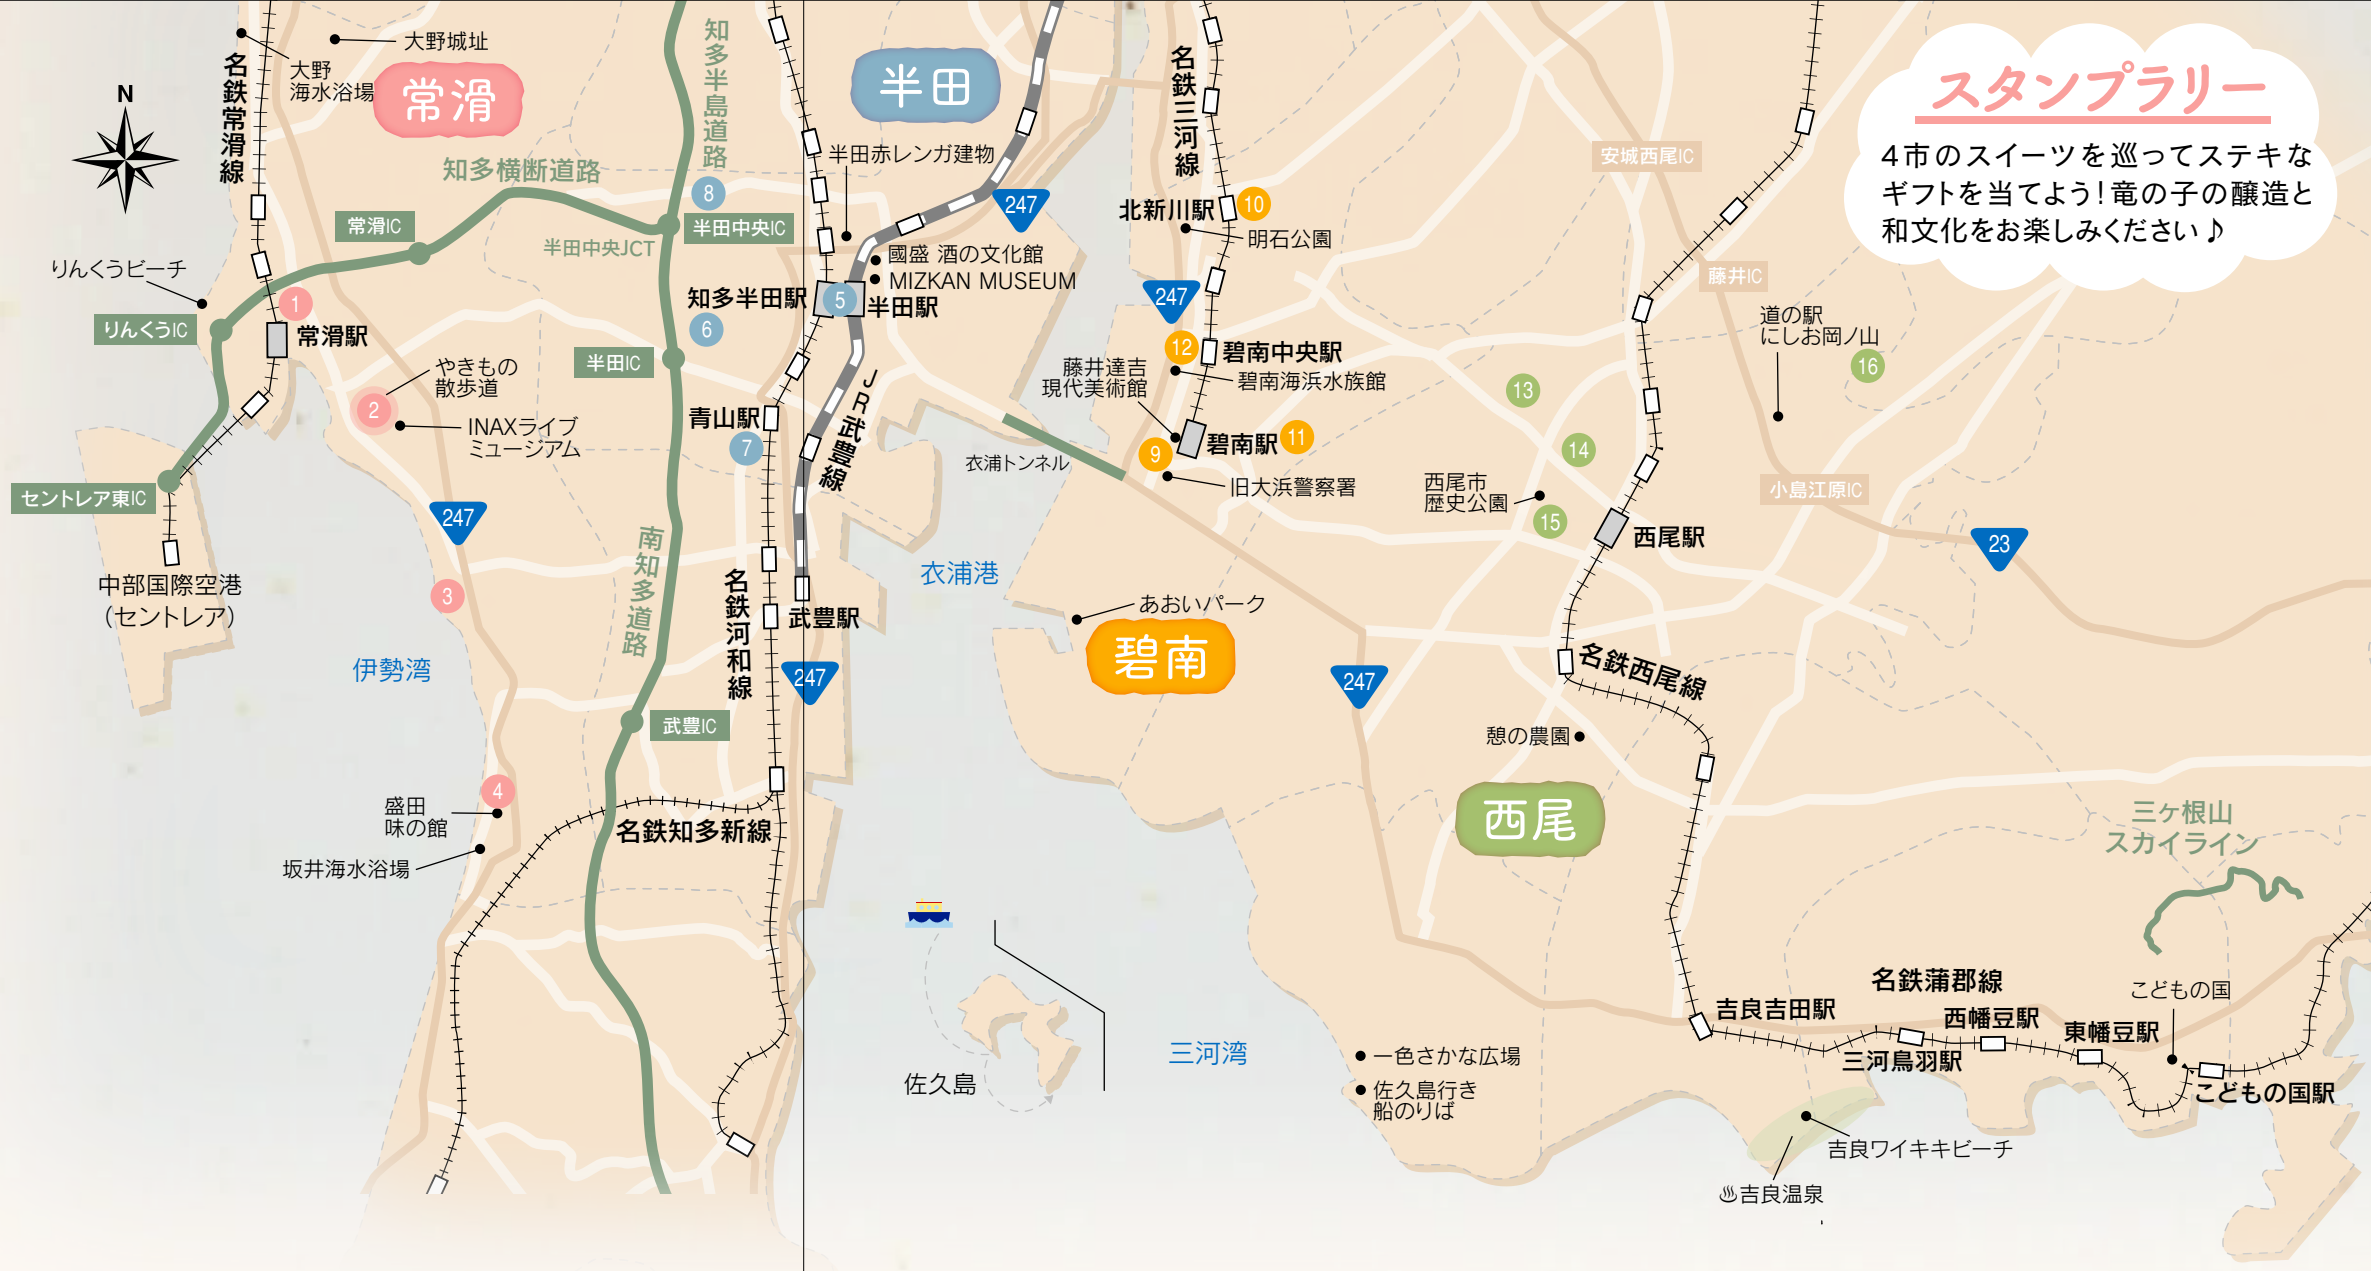 スタンプラリー
4市のスイーツを巡ってステキな
ギフトを当てよう!竜の子の醸造と
和文化をお楽しみください♪
N
大野城址
大野
海水浴場
名鉄常滑線
常滑
知多半島道路
半田
名鉄三河線
知多横断道路
半田赤レンガ建物
安城西尾IC
8
247
北新川駅
10
常滑IC
半田中央IC
半田中央JCT
明石公園
國盛 酒の文化館
MIZKAN MUSEUM
りんくうビーチ
藤井IC
1
りんくうIC
常滑駅
知多半田駅
5
半田駅
6
247
道の駅
にしお岡ノ山
12
碧南中央駅
半田IC
藤井達吉
現代美術館
碧南海浜水族館
16
やきもの
散歩道
2
INAXライブ
ミュージアム
JR武豊線
13
青山駅
7
9
碧南駅
11
14
衣浦トンネル
旧大浜警察署
西尾市
歴史公園
小島江原IC
セントレア東IC
15
247
南知多道路
西尾駅
23
中部国際空港
(セントレア)
3
名鉄河和線
衣浦港
武豊駅
あおいパーク
碧南
伊勢湾
247
247
名鉄西尾線
武豊IC
憩の農園
4
盛田
味の館
名鉄知多新線
西尾
三ヶ根山
スカイライン
坂井海水浴場
名鉄蒲郡線
こどもの国
吉良吉田駅
西幡豆駅
東幡豆駅
三河鳥羽駅
こどもの国駅
三河湾
佐久島
一色さかな広場
佐久島行き
船のりば
吉良ワイキキビーチ
♨吉良温泉